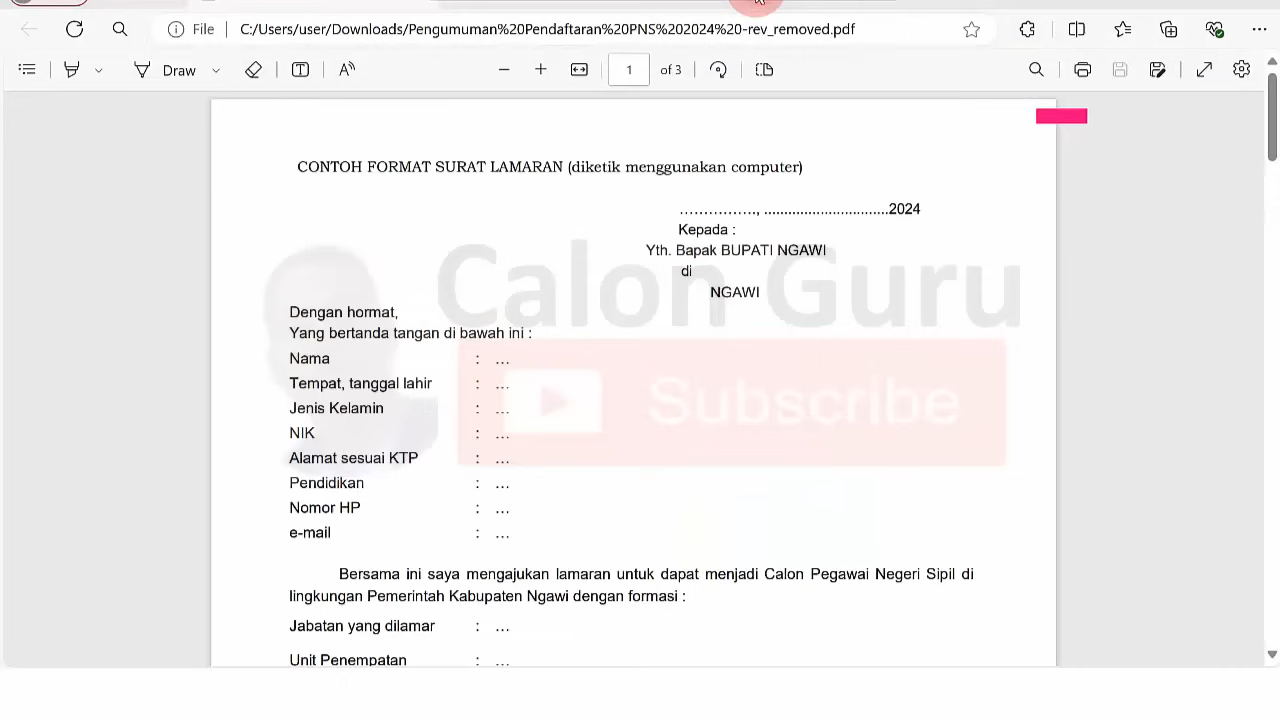 File
C:/Users/user/Downloads/Pengumuman%20Pendaftaran%20PNS%202024%20-rev_removed.pdf
Draw
1
of 3
CONTOH FORMAT SURAT LAMARAN (diketik menggunakan computer)
................, ...............................2024
Kepada :
Yth. Bapak BUPATI NGAWI
di
NGAWI
Calon Guru
Subscribe
Dengan hormat,
Yang bertanda tangan di bawah ini :
Nama : ...
Tempat, tanggal lahir : ...
Jenis Kelamin : ...
NIK : ...
Alamat sesuai KTP : ...
Pendidikan : ...
Nomor HP : ...
e-mail : ...
Bersama ini saya mengajukan lamaran untuk dapat menjadi Calon Pegawai Negeri Sipil di
lingkungan Pemerintah Kabupaten Ngawi dengan formasi :
Jabatan yang dilamar : ...
Unit Penempatan : ...